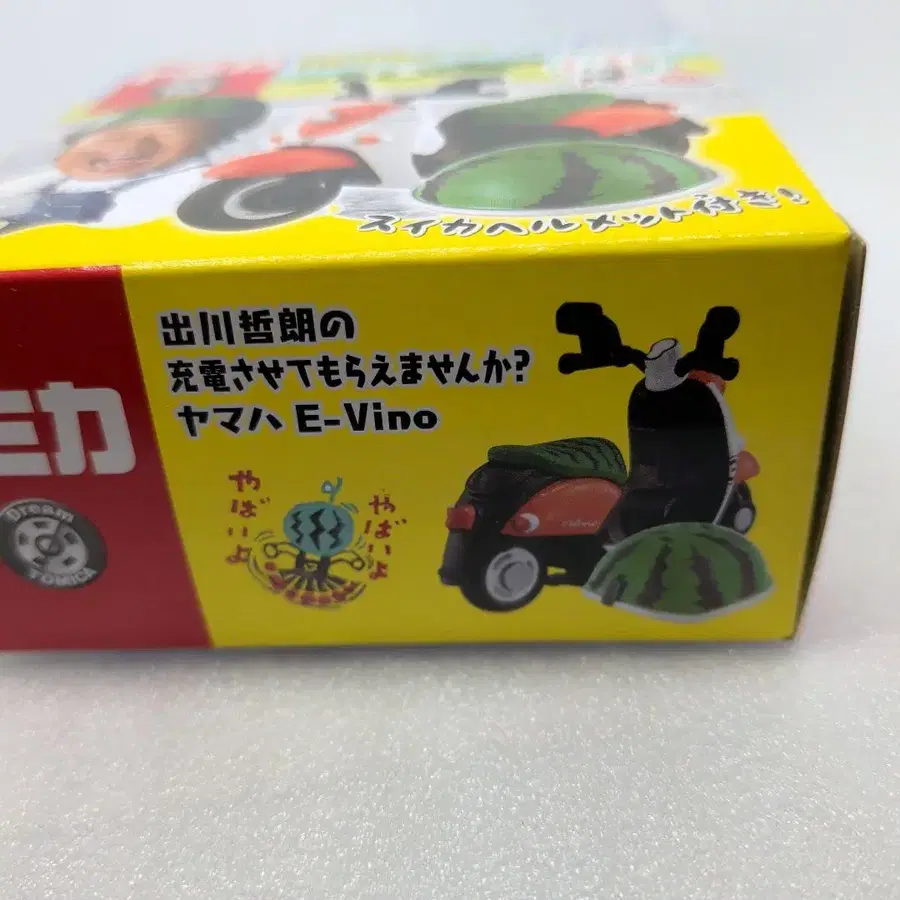 スイカヘルメット付き!
出川哲朗の
充電させてもらえませんか?
ヤマハ E-Vino
やばいよ
やばいよ
ミカ
Dream
TOMICA